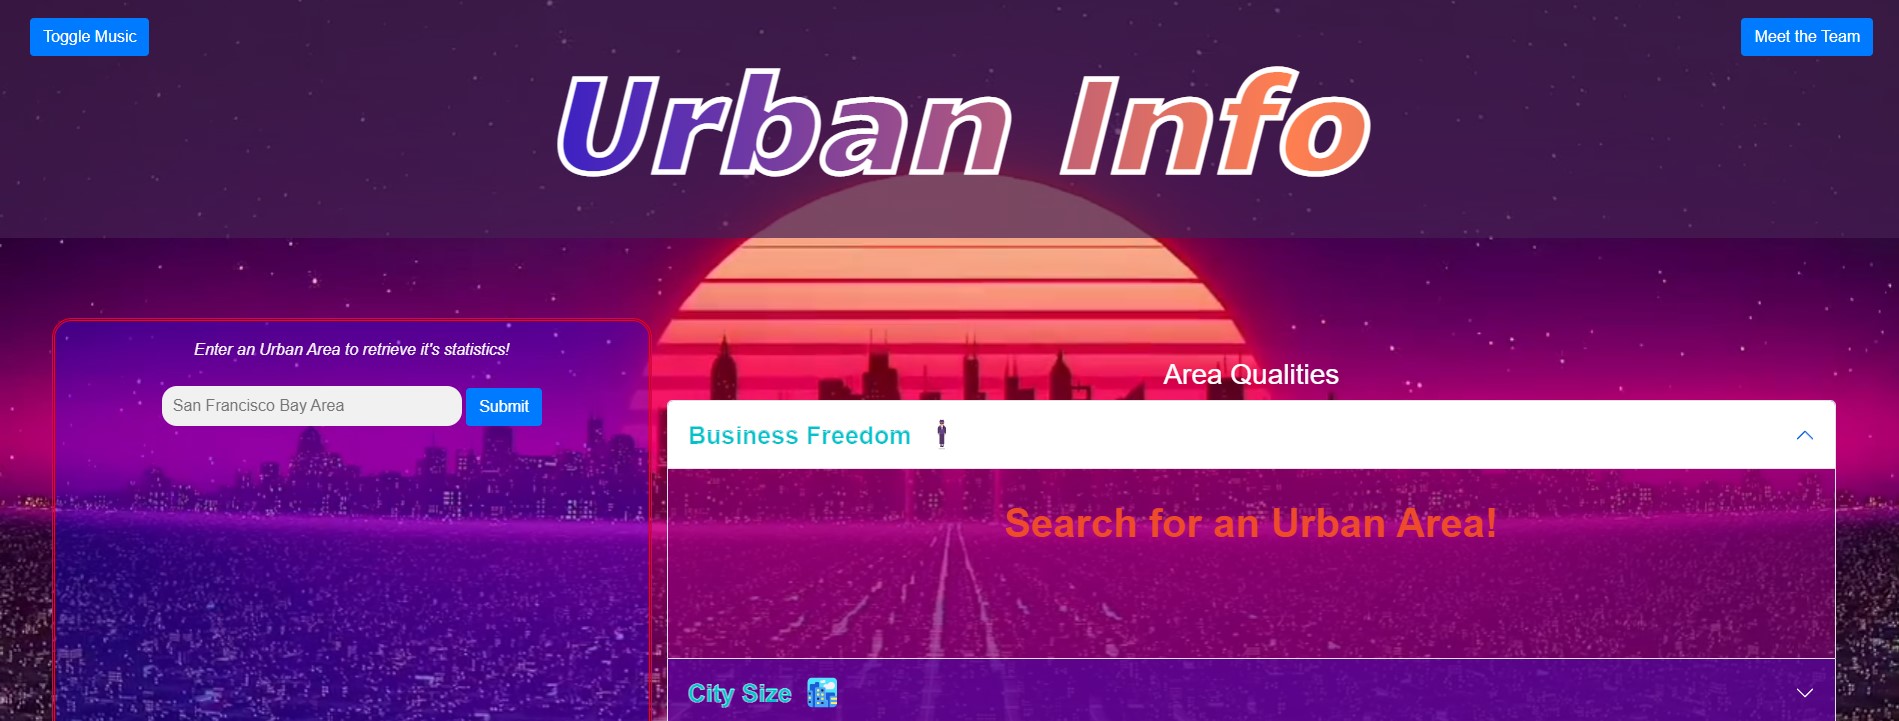 Toggle Music
Meet the Team
Urban Info
Enter an Urban Area to retrieve it's statistics!
San Francisco Bay Area
Submit
Area Qualities
Business Freedom
Search for an Urban Area!
City Size